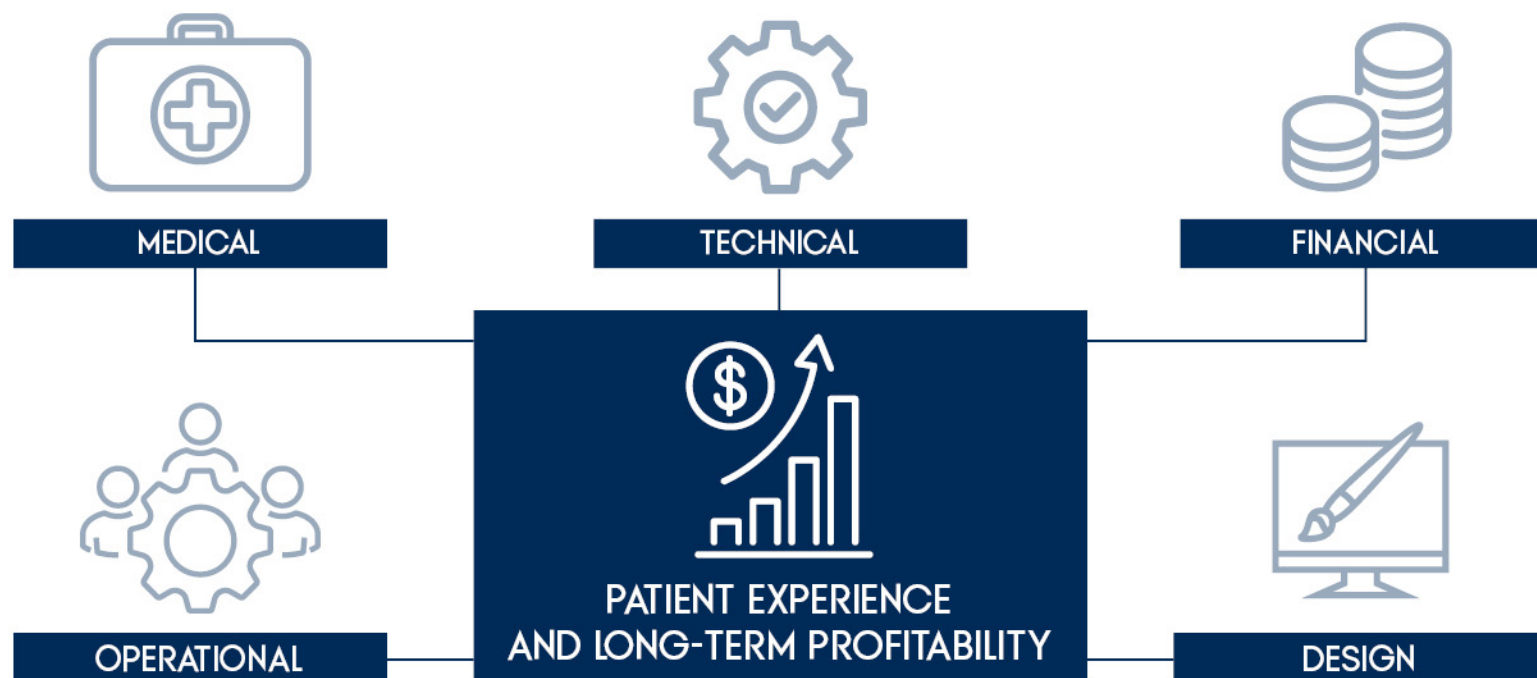 MEDICAL
TECHNICAL
FINANCIAL
$
PATIENT EXPERIENCE
AND LONG-TERM PROFITABILITY
OPERATIONAL
DESIGN